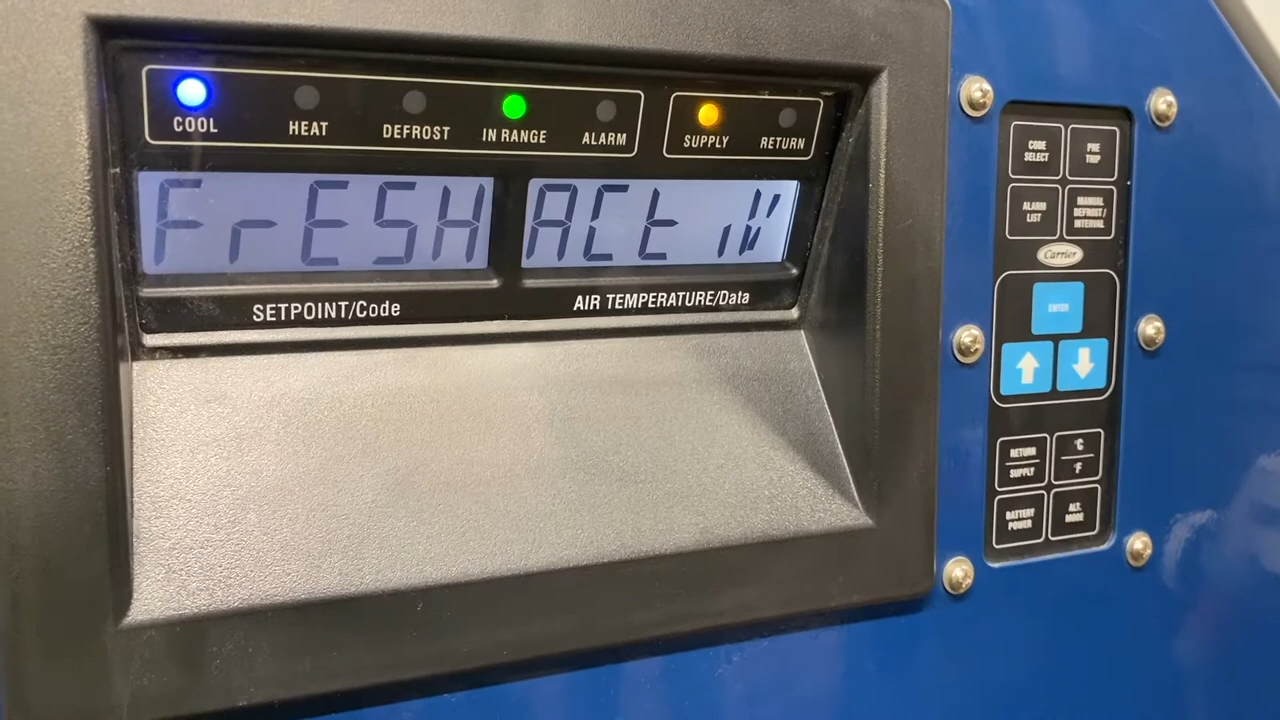 COOL HEAT DEFROST IN RANGE ALARM SUPPLY RETURN
FrESH ACt IV
SETPOINT/Code AIR TEMPERATURE/Data
CODE SELECT
PRE TRIP
ALARM LIST
MANUAL DEFROST / INTERVAL
Carrier
ENTER
RETURN SUPPLY
°C °F
BATTERY POWER
ALT. MODE